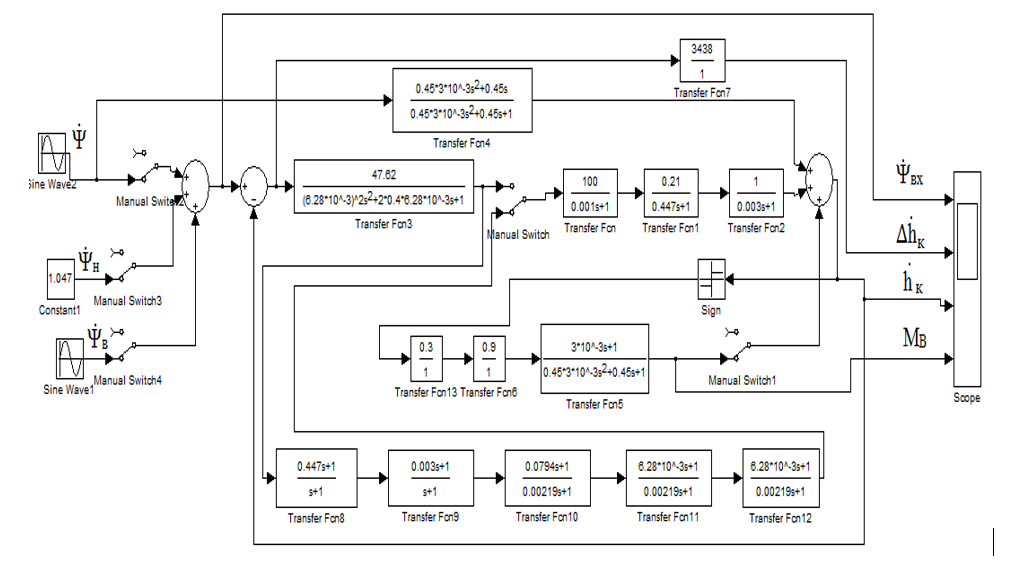 3438
1
Transfer Fcn7
0.45*3*10^-3s2+0.45s
0.45*3*10^-3s2+0.45s+1
Transfer Fcn4
Ψ̇
Sine Wave2
Manual Switch2
47.62
(6.28*10^-3)^2s2+2*0.4*6.28*10^-3s+1
Transfer Fcn3
Manual Switch
100
0.001s+1
Transfer Fcn
0.21
0.447s+1
Transfer Fcn1
1
0.003s+1
Transfer Fcn2
Ψ̇вх
Δḣк
ḣк
Mв
Scope
Ψ̇н
1.047
Constant1
Manual Switch3
Ψ̇в
Sine Wave1
Manual Switch4
Sign
0.3
1
Transfer Fcn13
0.9
1
Transfer Fcn6
3*10^-3s+1
0.45*3*10^-3s2+0.45s+1
Transfer Fcn5
Manual Switch1
0.447s+1
s+1
Transfer Fcn8
0.003s+1
s+1
Transfer Fcn9
0.0794s+1
0.00219s+1
Transfer Fcn10
6.28*10^-3s+1
0.00219s+1
Transfer Fcn11
6.28*10^-3s+1
0.00219s+1
Transfer Fcn12